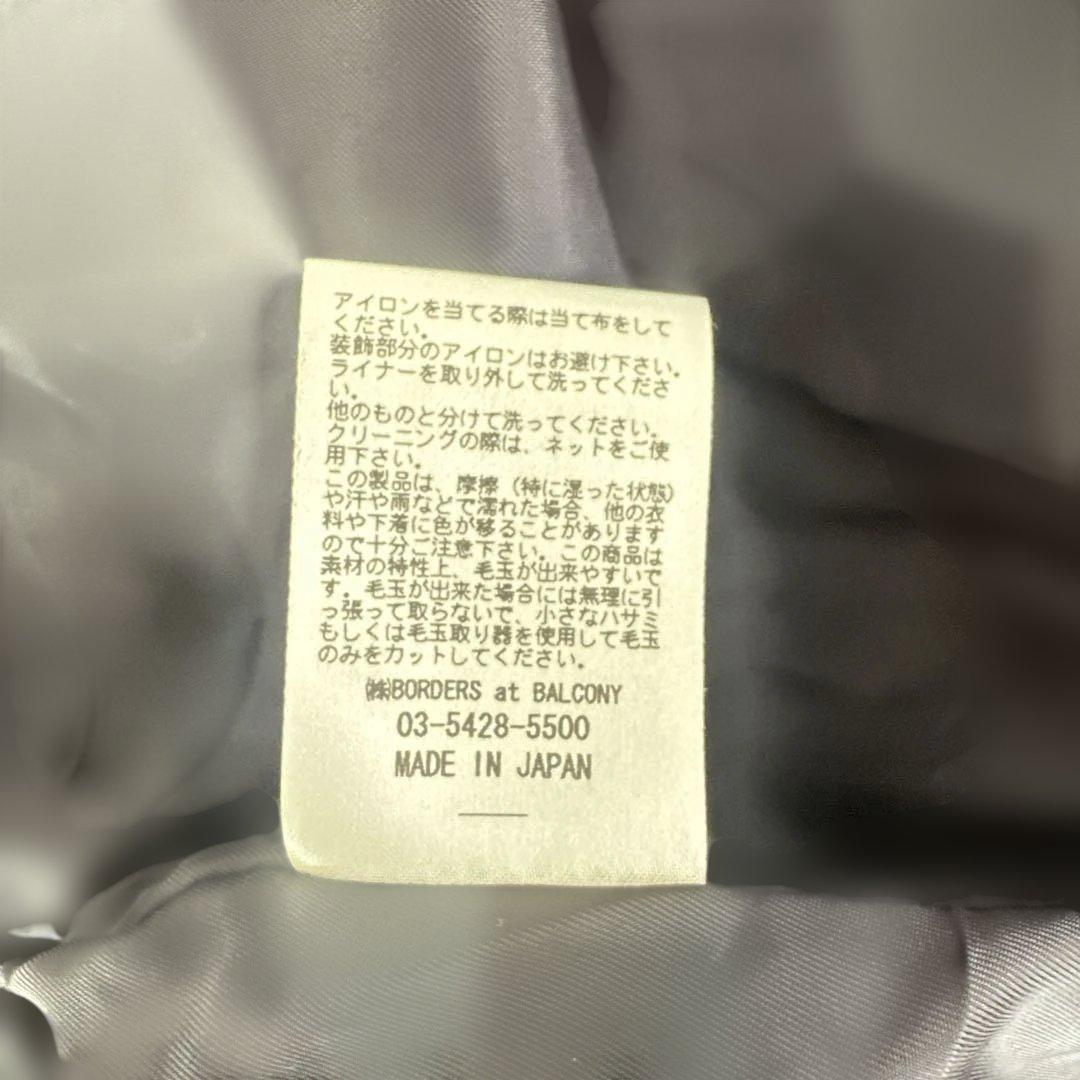 アイロンを当てる際は当て布をして
ください。
装飾部分のアイロンはお避け下さい。
ライナーを取り外して洗ってくださ
い。
他のものと分けて洗ってください。
クリーニングの際は、ネットをご使
用下さい。
この製品は、摩擦（特に湿った状態）
や汗や雨などで濡れた場合、他の衣
料や下着に色が移ることがあります
ので十分ご注意下さい。この商品は
素材の特性上、毛玉が出来やすいで
す。毛玉が出来た場合には無理に引
っ張って取らないで、小さなハサミ
もしくは毛玉取り器を使用して毛玉
のみをカットしてください。
㈱BORDERS at BALCONY
03-5428-5500
MADE IN JAPAN